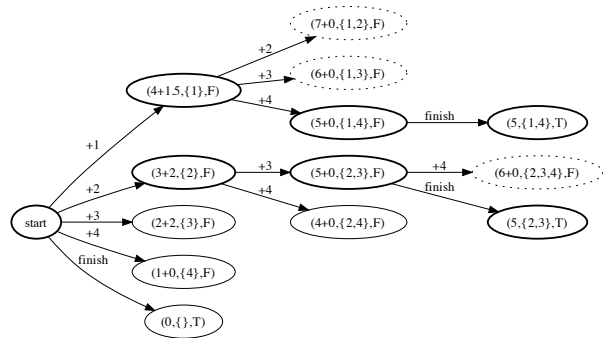 (7+0,{1,2},F)
+2
(6+0,{1,3},F)
+3
(4+1.5,{1},F)
+4
(5+0,{1,4},F)
finish
(5,{1,4},T)
+1
(3+2,{2},F)
+3
(5+0,{2,3},F)
+4
(6+0,{2,3,4},F)
+2
+4
finish
start
+3
(2+2,{3},F)
(4+0,{2,4},F)
(5,{2,3},T)
+4
finish
(1+0,{4},F)
(0,{},T)